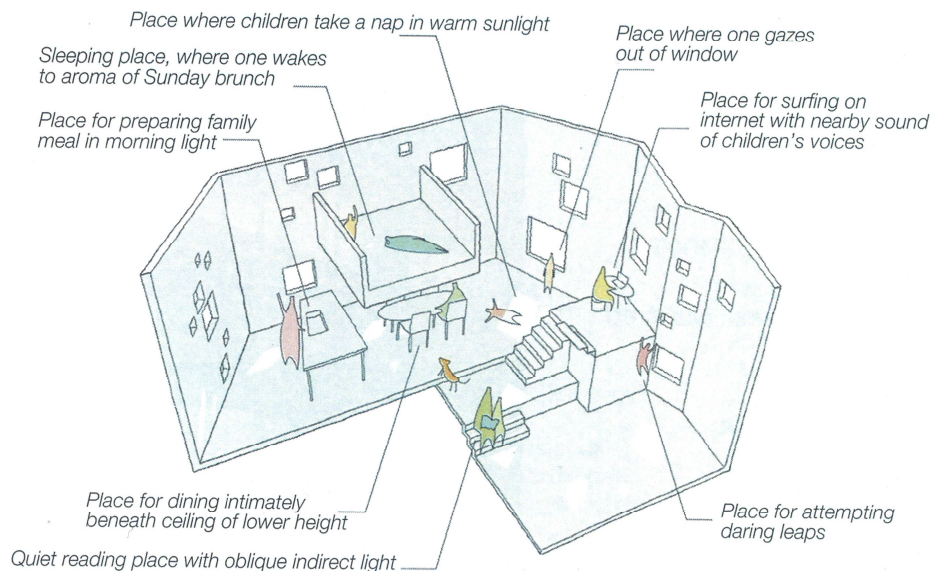 Place where children take a nap in warm sunlight
Sleeping place, where one wakes
to aroma of Sunday brunch
Place for preparing family
meal in morning light
Place where one gazes
out of window
Place for surfing on
internet with nearby sound
of children's voices
Place for dining intimately
beneath ceiling of lower height
Quiet reading place with oblique indirect light
Place for attempting
daring leaps